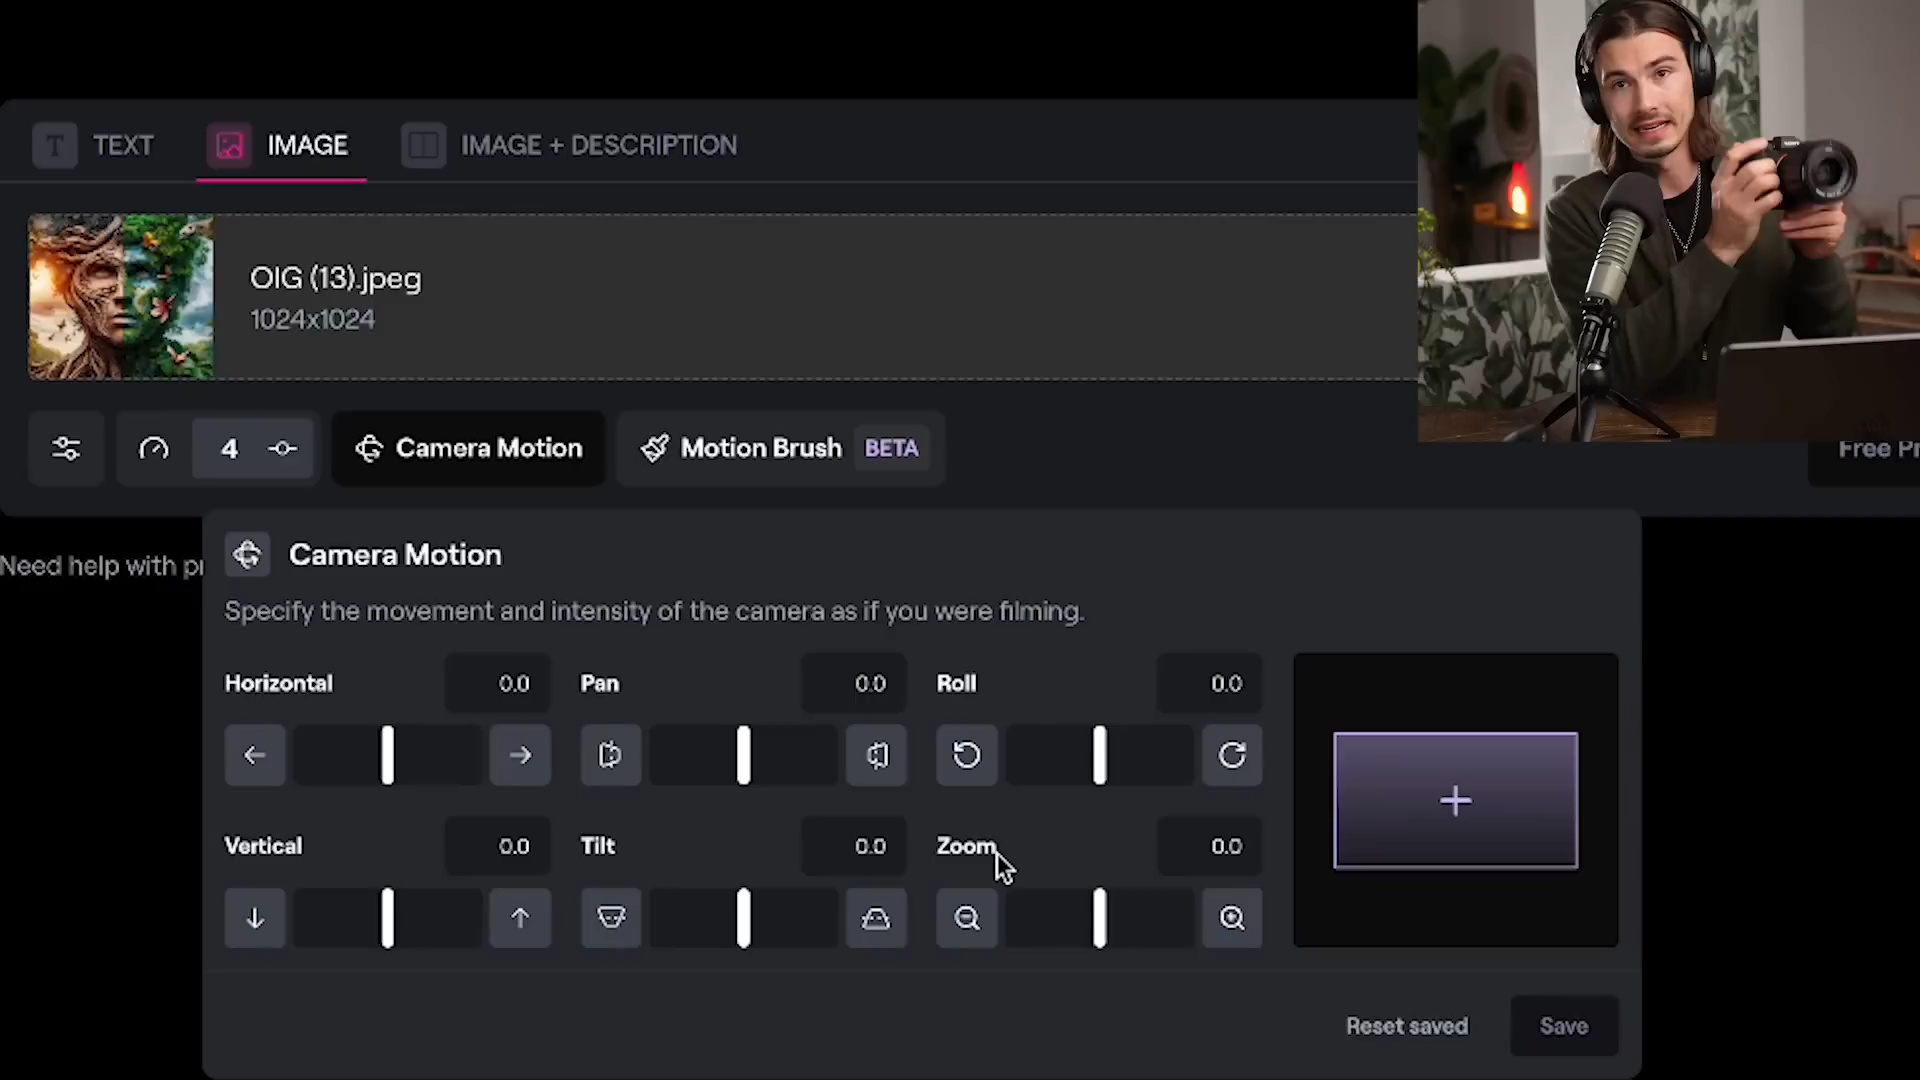 T TEXT IMAGE IMAGE + DESCRIPTION
OIG (13).jpeg
1024x1024
4 Camera Motion Motion Brush BETA
Free Pr
Need help with pr
Camera Motion
Specify the movement and intensity of the camera as if you were filming.
Horizontal 0.0 Pan 0.0 Roll 0.0
Vertical 0.0 Tilt 0.0 Zoom 0.0
Reset saved Save